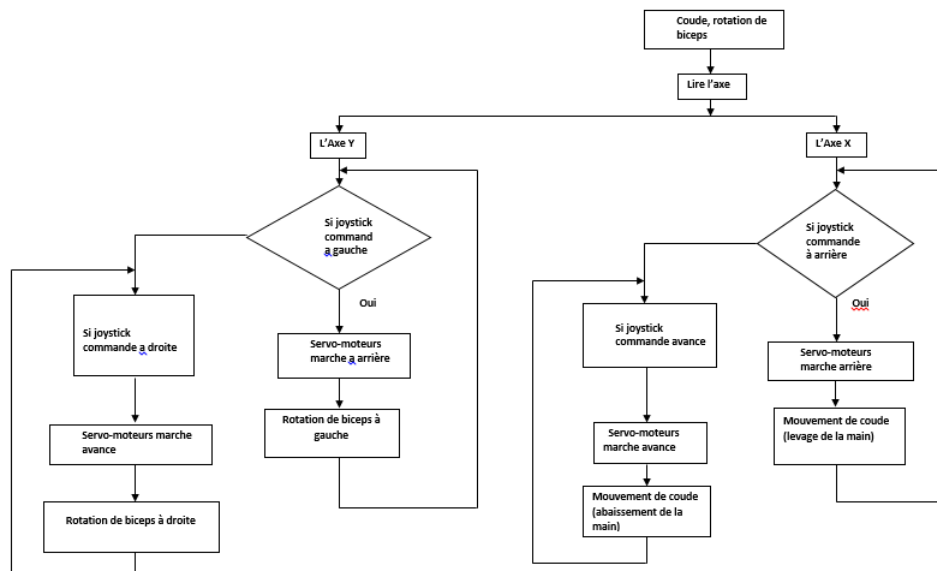 Coude, rotation de
biceps
Lire l'axe
L'Axe Y
L'Axe X
Si joystick
command
a gauche
Si joystick
commande
à arrière
Oui
Oui
Si joystick
commande a droite
Si joystick
commande avance
Servo-moteurs
marche a arrière
Servo-moteurs
marche arrière
Rotation de biceps à
gauche
Mouvement de coude
(levage de la main)
Servo-moteurs marche
avance
Servo-moteurs
marche avance
Rotation de biceps à droite
Mouvement de coude
(abaissement de la
main)